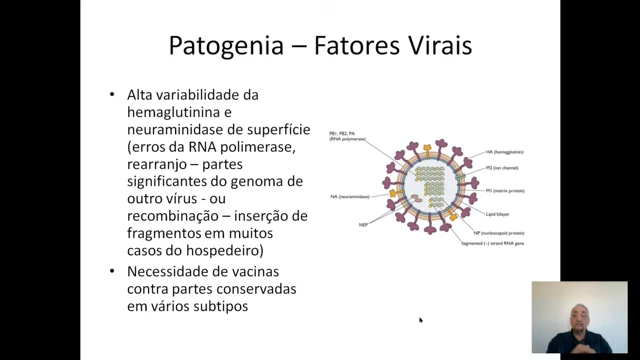 Patogenia – Fatores Virais
• Alta variabilidade da
hemaglutinina e
neuraminidase de superfície
(erros da RNA polimerase,
rearranjo – partes
significantes do genoma de
outro vírus - ou
recombinação – inserção de
fragmentos em muitos
casos do hospedeiro)
• Necessidade de vacinas
contra partes conservadas
em vários subtipos
PB1, PB2, PA
(RNA polymerase)
HA (hemagglutinin)
M2 (ion channel)
M1 (matrix protein)
NA (neuraminidase)
Lipid bilayer
NEP
NP (nucleocapsid protein)
Segmented (–) strand RNA gene